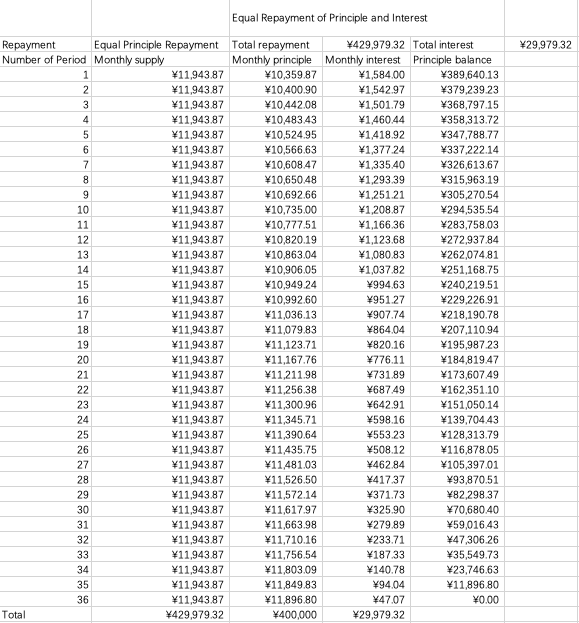 Equal Repayment of Principle and Interest
Repayment Equal Principle Repayment Total repayment ¥429,979.32 Total interest ¥29,979.32
Number of Period Monthly supply Monthly principle Monthly interest Principle balance
1 ¥11,943.87 ¥10,359.87 ¥1,584.00 ¥389,640.13
2 ¥11,943.87 ¥10,400.90 ¥1,542.97 ¥379,239.23
3 ¥11,943.87 ¥10,442.08 ¥1,501.79 ¥368,797.15
4 ¥11,943.87 ¥10,483.43 ¥1,460.44 ¥358,313.72
5 ¥11,943.87 ¥10,524.95 ¥1,418.92 ¥347,788.77
6 ¥11,943.87 ¥10,566.63 ¥1,377.24 ¥337,222.14
7 ¥11,943.87 ¥10,608.47 ¥1,335.40 ¥326,613.67
8 ¥11,943.87 ¥10,650.48 ¥1,293.39 ¥315,963.19
9 ¥11,943.87 ¥10,692.66 ¥1,251.21 ¥305,270.54
10 ¥11,943.87 ¥10,735.00 ¥1,208.87 ¥294,535.54
11 ¥11,943.87 ¥10,777.51 ¥1,166.36 ¥283,758.03
12 ¥11,943.87 ¥10,820.19 ¥1,123.68 ¥272,937.84
13 ¥11,943.87 ¥10,863.04 ¥1,080.83 ¥262,074.81
14 ¥11,943.87 ¥10,906.05 ¥1,037.82 ¥251,168.75
15 ¥11,943.87 ¥10,949.24 ¥994.63 ¥240,219.51
16 ¥11,943.87 ¥10,992.60 ¥951.27 ¥229,226.91
17 ¥11,943.87 ¥11,036.13 ¥907.74 ¥218,190.78
18 ¥11,943.87 ¥11,079.83 ¥864.04 ¥207,110.94
19 ¥11,943.87 ¥11,123.71 ¥820.16 ¥195,987.23
20 ¥11,943.87 ¥11,167.76 ¥776.11 ¥184,819.47
21 ¥11,943.87 ¥11,211.98 ¥731.89 ¥173,607.49
22 ¥11,943.87 ¥11,256.38 ¥687.49 ¥162,351.10
23 ¥11,943.87 ¥11,300.96 ¥642.91 ¥151,050.14
24 ¥11,943.87 ¥11,345.71 ¥598.16 ¥139,704.43
25 ¥11,943.87 ¥11,390.64 ¥553.23 ¥128,313.79
26 ¥11,943.87 ¥11,435.75 ¥508.12 ¥116,878.05
27 ¥11,943.87 ¥11,481.03 ¥462.84 ¥105,397.01
28 ¥11,943.87 ¥11,526.50 ¥417.37 ¥93,870.51
29 ¥11,943.87 ¥11,572.14 ¥371.73 ¥82,298.37
30 ¥11,943.87 ¥11,617.97 ¥325.90 ¥70,680.40
31 ¥11,943.87 ¥11,663.98 ¥279.89 ¥59,016.43
32 ¥11,943.87 ¥11,710.16 ¥233.71 ¥47,306.26
33 ¥11,943.87 ¥11,756.54 ¥187.33 ¥35,549.73
34 ¥11,943.87 ¥11,803.09 ¥140.78 ¥23,746.63
35 ¥11,943.87 ¥11,849.83 ¥94.04 ¥11,896.80
36 ¥11,943.87 ¥11,896.80 ¥47.07 ¥0.00
Total ¥429,979.32 ¥400,000 ¥29,979.32